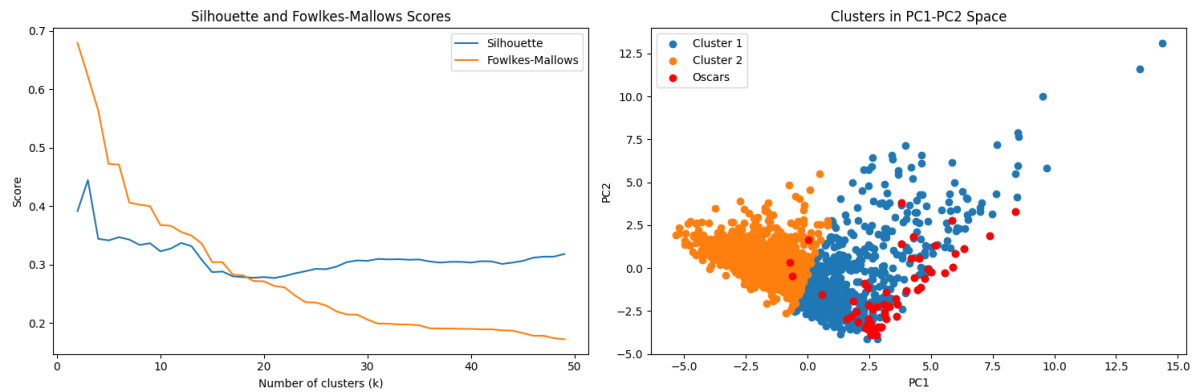 Silhouette and Fowlkes-Mallows Scores
0.7
0.6
0.5
0.4
0.3
0.2
Score
Silhouette
Fowlkes-Mallows
0
10
20
30
40
50
Number of clusters (k)
Clusters in PC1-PC2 Space
12.5
10.0
7.5
5.0
2.5
0.0
−2.5
−5.0
PC2
Cluster 1
Cluster 2
Oscars
−5.0
−2.5
0.0
2.5
5.0
7.5
10.0
12.5
15.0
PC1